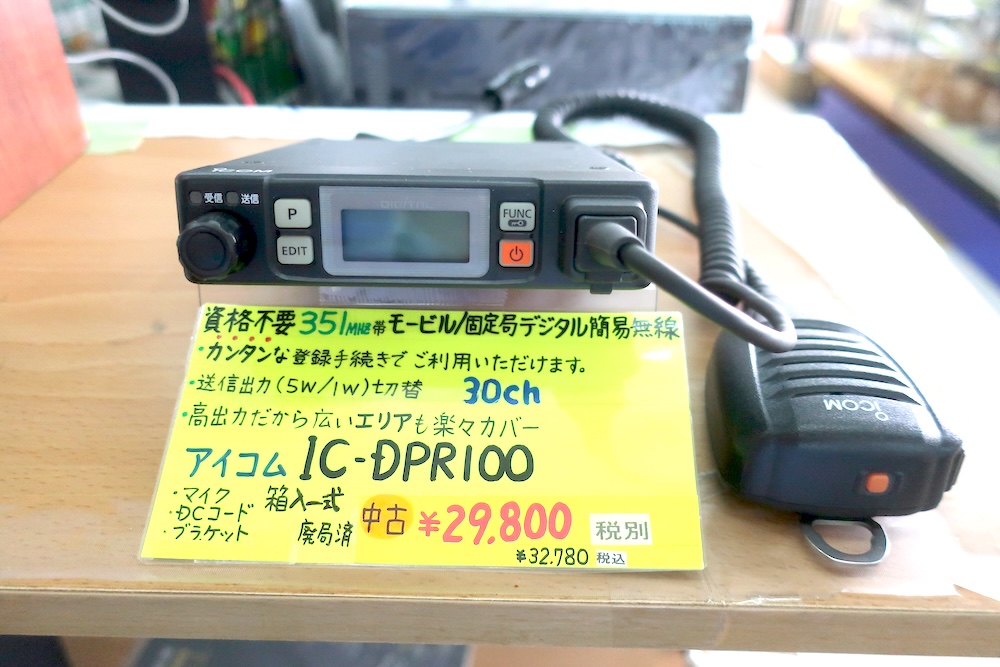 ICOM
受信 送信
DIGITAL
P
FUNC
EDIT
資格不要 351MHz帯 モービル/固定局デジタル簡易無線
・カンタンな登録手続きで ご利用いただけます。
・送信出力(5W/1W)切替 30ch
・高出力だから広いエリアも楽々カバー
アイコム IC-DPR100
・マイク
・DCコード
・ブラケット
箱入一式
廃局済
中古
¥29.800 税別
¥32.780 税込
ICOM